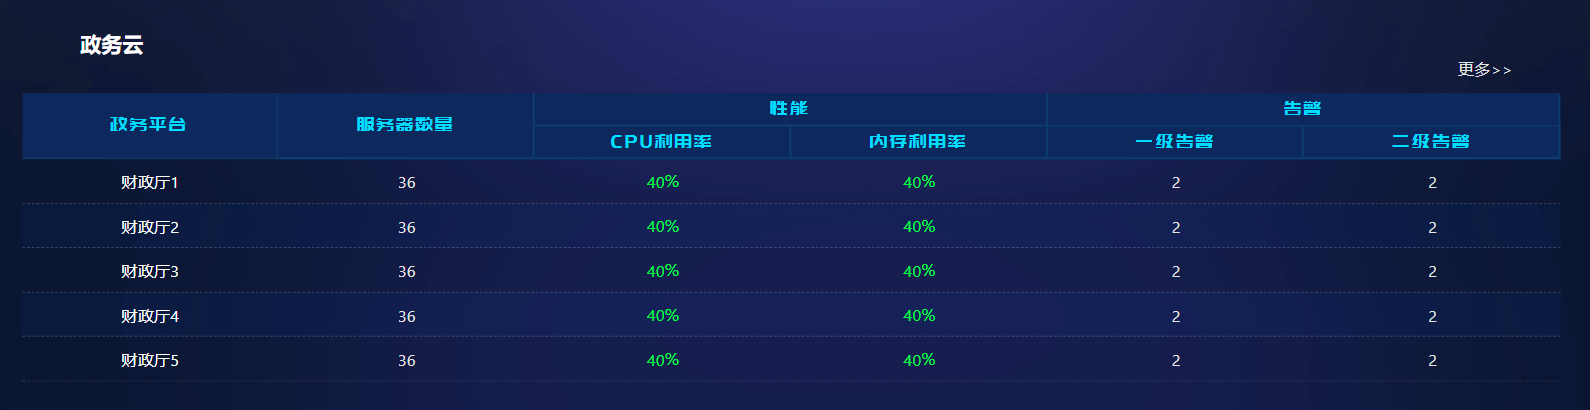 政务云
更多>>
政务平台 服务器数量 性能 告警
CPU利用率 内存利用率 一级告警 二级告警
财政厅1 36 40% 40% 2 2
财政厅2 36 40% 40% 2 2
财政厅3 36 40% 40% 2 2
财政厅4 36 40% 40% 2 2
财政厅5 36 40% 40% 2 2